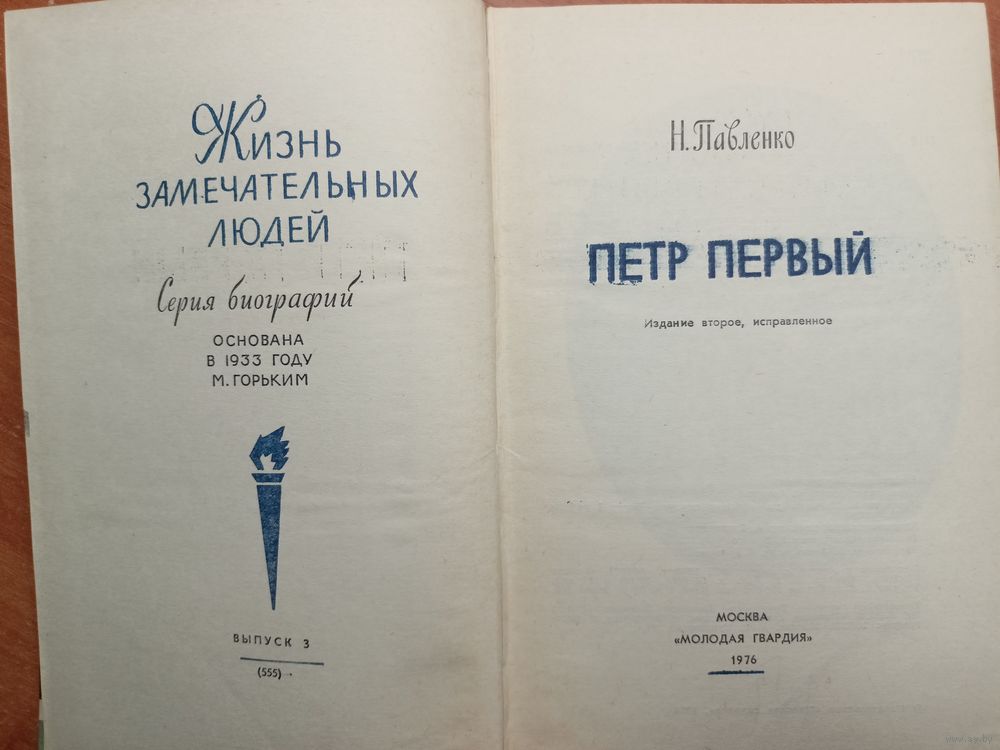 Жизнь
ЗАМЕЧАТЕЛЬНЫХ
ЛЮДЕЙ
Серия биографий
ОСНОВАНА
В 1933 ГОДУ
М. ГОРЬКИМ
ВЫПУСК 3
(555)
Н. Павленко
ПЕТР ПЕРВЫЙ
Издание второе, исправленное
МОСКВА
«МОЛОДАЯ ГВАРДИЯ»
1976